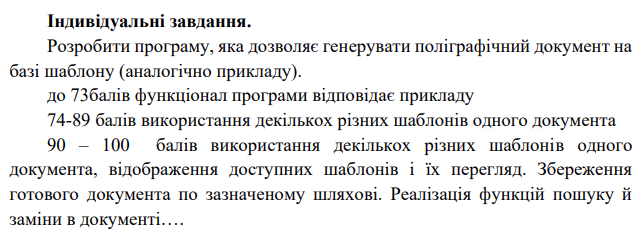 Індивідуальні завдання.
Розробити програму, яка дозволяє генерувати поліграфічний документ на
базі шаблону (аналогічно прикладу).
до 73балів функціонал програми відповідає прикладу
74-89 балів використання декількох різних шаблонів одного документа
90 – 100 балів використання декількох різних шаблонів одного
документа, відображення доступних шаблонів і їх перегляд. Збереження
готового документа по зазначеному шляхові. Реалізація функцій пошуку й
заміни в документі….